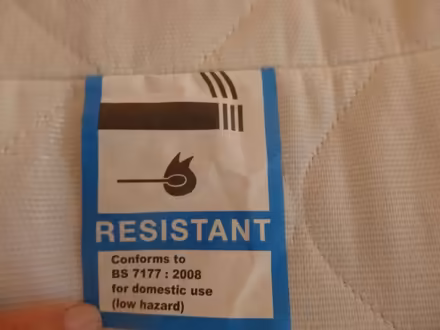 RESISTANT
Conforms to
BS 7177 : 2008
for domestic use
(low hazard)